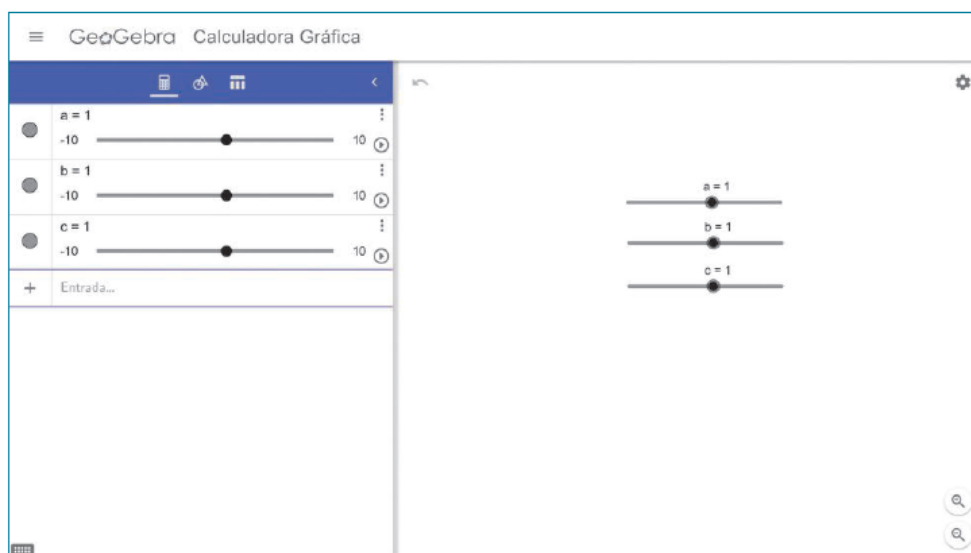 GeoGebra Calculadora Gráfica
a = 1
-10 10
b = 1
-10 10
c = 1
-10 10
+ Entrada...
a = 1
b = 1
c = 1